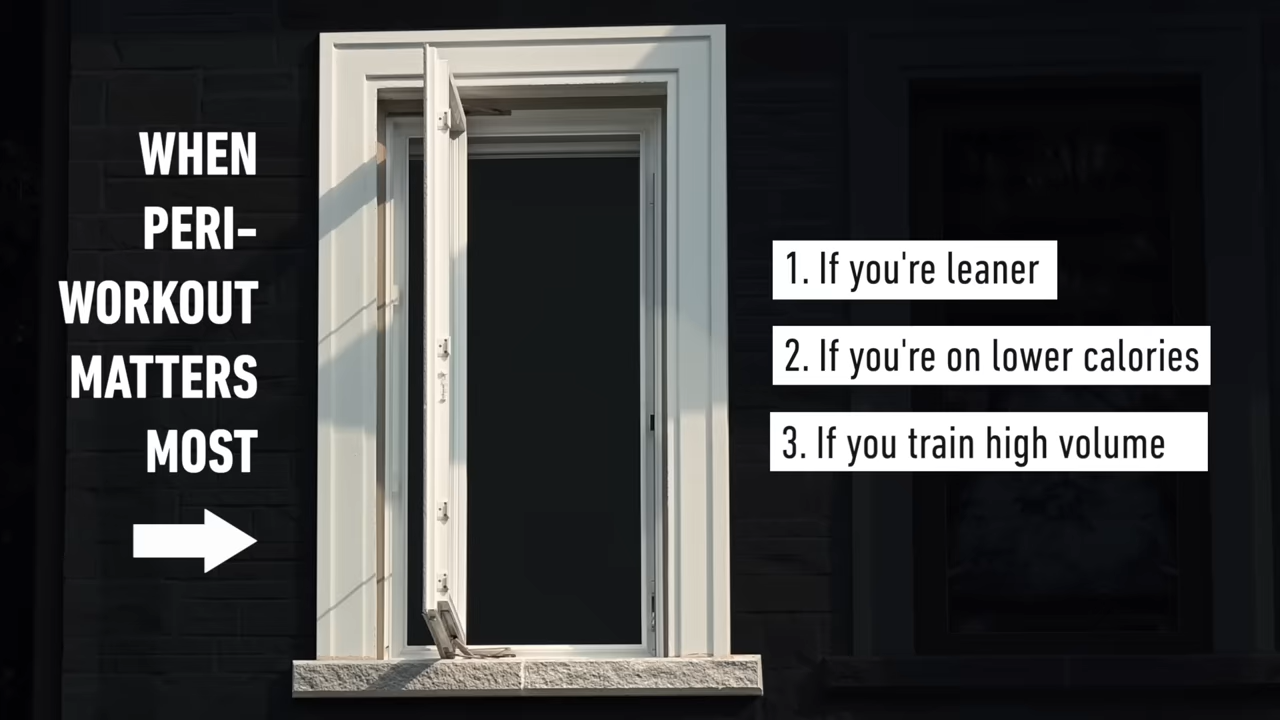 WHEN
PERI-
WORKOUT
MATTERS
MOST
1. If you're leaner
2. If you're on lower calories
3. If you train high volume